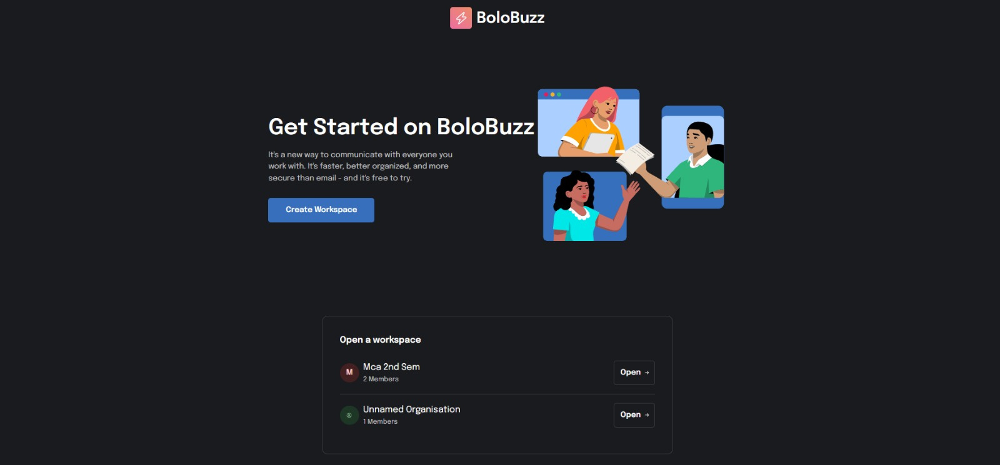 BoloBuzz
Get Started on BoloBuzz
It's a new way to communicate with everyone you
work with. It's faster, better organized, and more
secure than email - and it's free to try.
Create Workspace
Open a workspace
M
Mca 2nd Sem
2 Members
Open →
Unnamed Organisation
1 Members
Open →